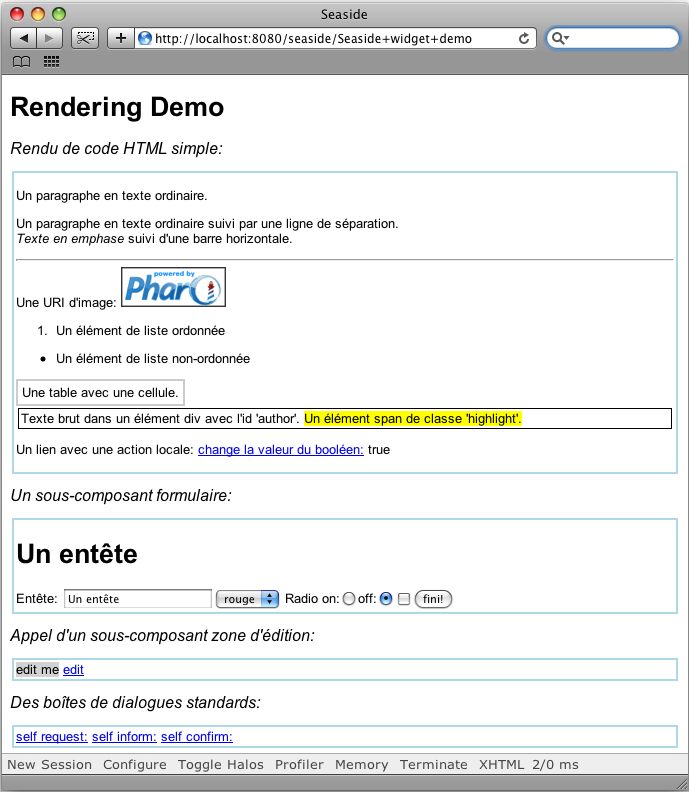 Seaside
http://localhost:8080/seaside/Seaside+widget+demo
Rendering Demo
Rendu de code HTML simple:
Un paragraphe en texte ordinaire.
Un paragraphe en texte ordinaire suivi par une ligne de séparation.
Texte en emphase suivi d'une barre horizontale.
powered by
Une URI d'image: Pharo
1. Un élément de liste ordonnée
• Un élément de liste non-ordonnée
Une table avec une cellule.
Texte brut dans un élément div avec l'id 'author'. Un élément span de classe 'highlight'.
Un lien avec une action locale: change la valeur du booléen: true
Un sous-composant formulaire:
Un entête
Entête: Un entête rouge Radio on: off: fini!
Appel d'un sous-composant zone d'édition:
edit me edit
Des boîtes de dialogues standards:
self request: self inform: self confirm:
New Session Configure Toggle Halos Profiler Memory Terminate XHTML 2/0 ms